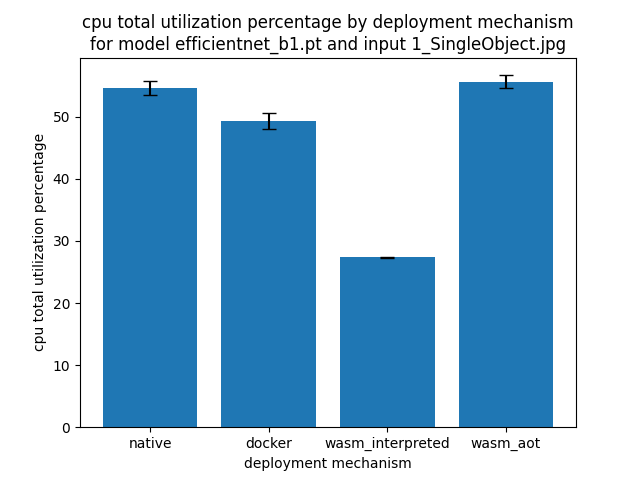 cpu total utilization percentage by deployment mechanism
for model efficientnet_b1.pt and input 1_SingleObject.jpg
cpu total utilization percentage
50
40
30
20
10
0
native
docker
wasm_interpreted
wasm_aot
deployment mechanism